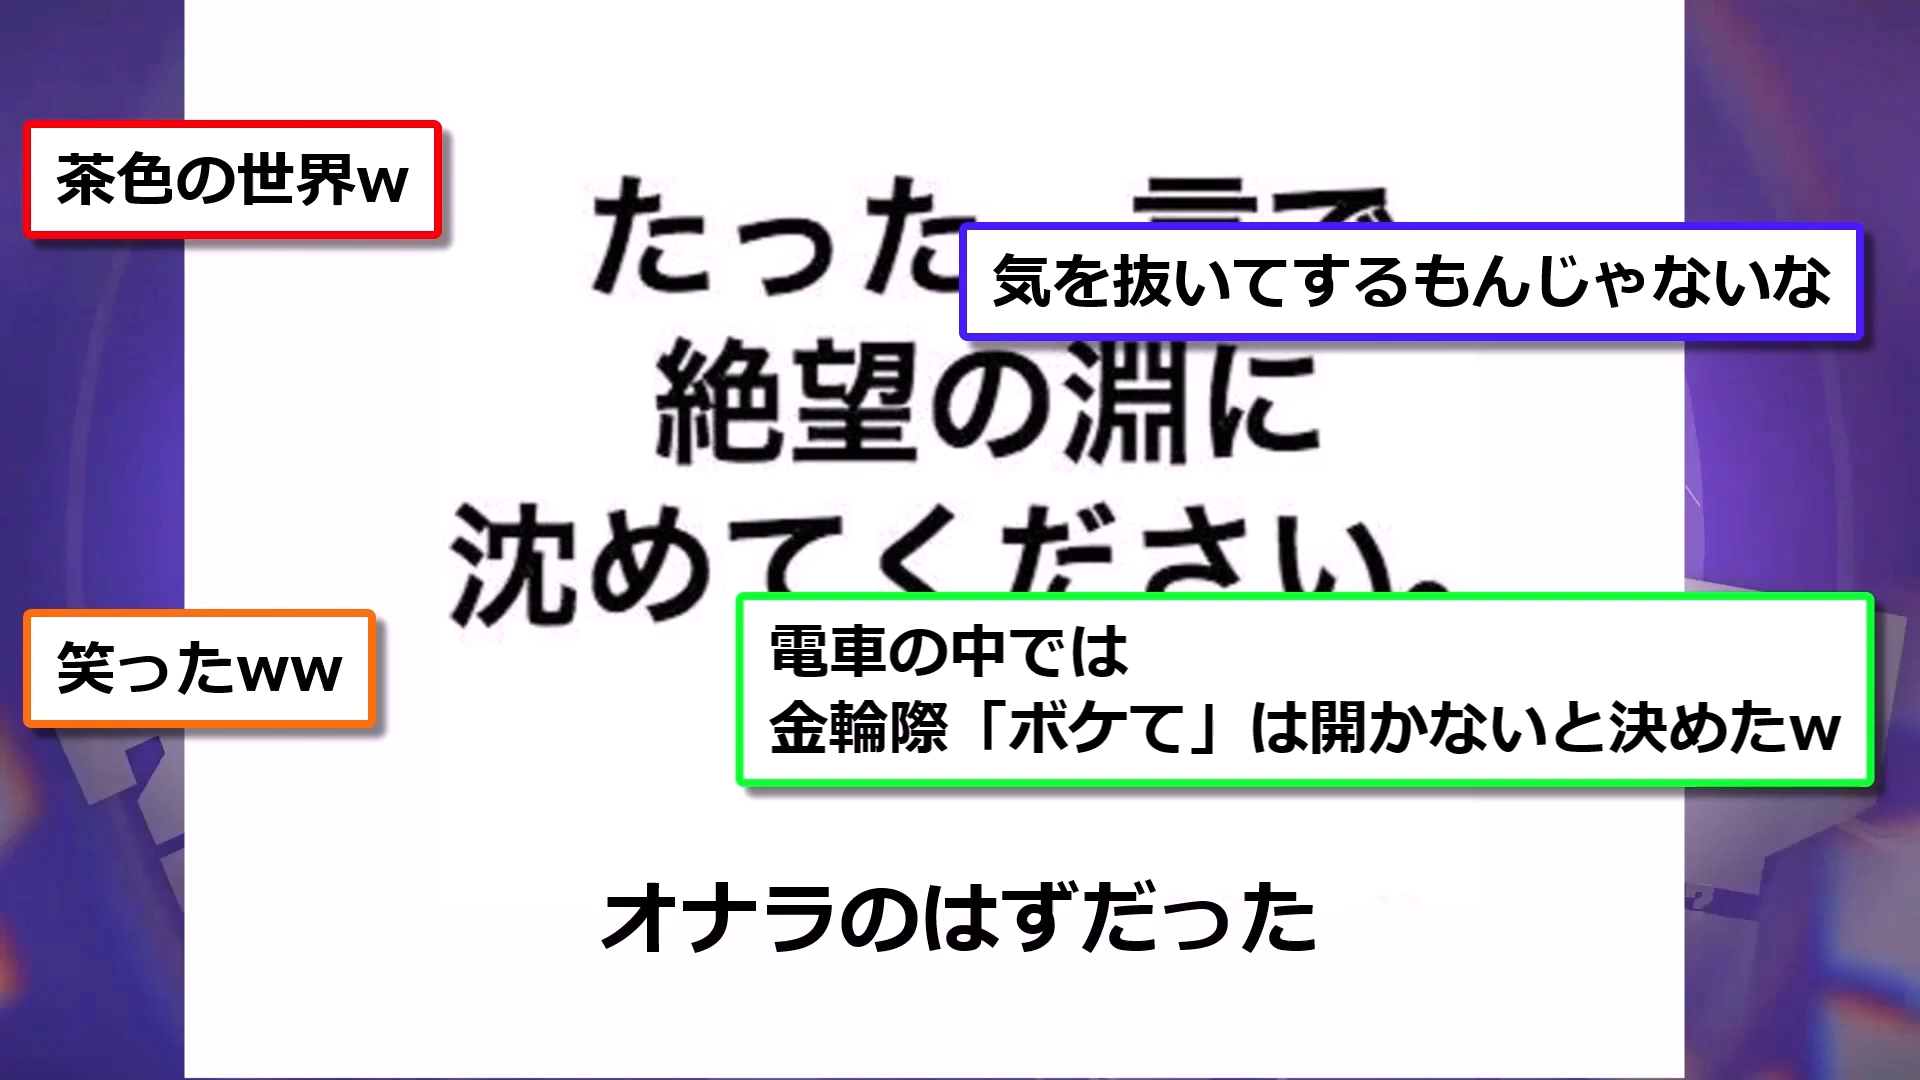 茶色の世界w
たった 言で
気を抜いてするもんじゃないな
絶望の淵に
沈めてください。
笑ったww
電車の中では
金輪際「ボケて」は開かないと決めたw
オナラのはずだった